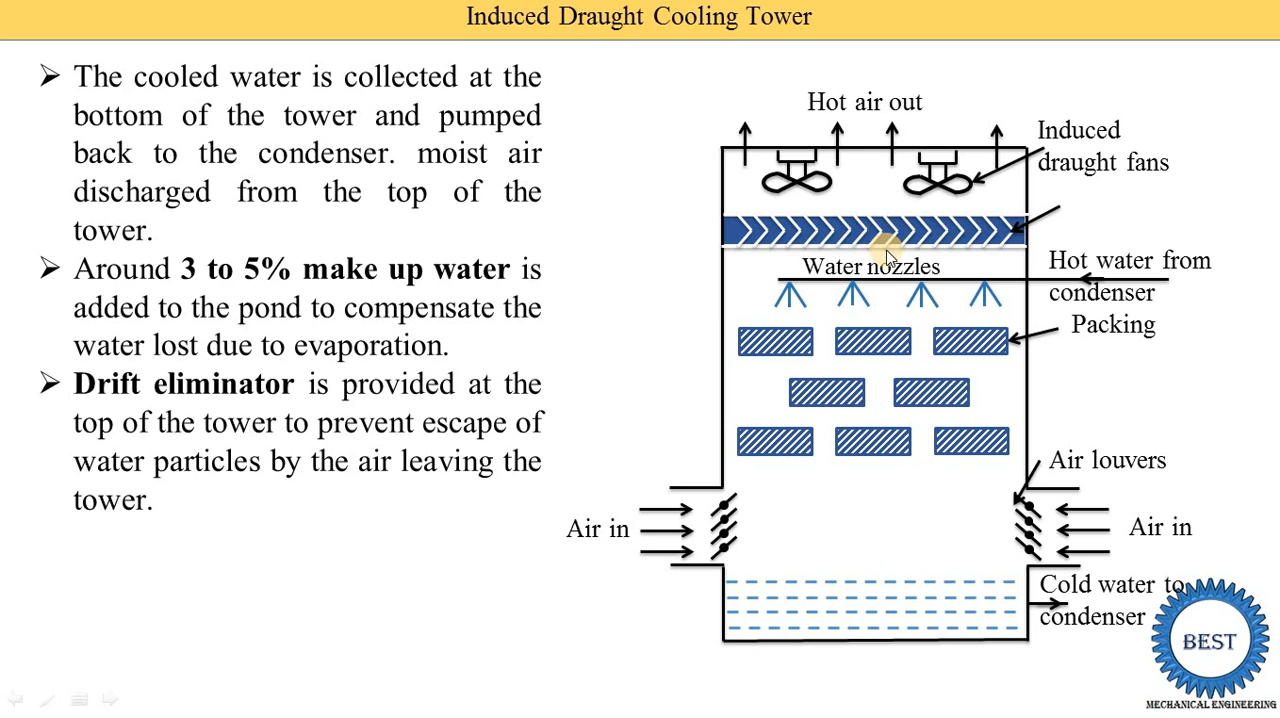 Induced Draught Cooling Tower
➢ The cooled water is collected at the
bottom of the tower and pumped
back to the condenser. moist air
discharged from the top of the
tower.
➢ Around 3 to 5% make up water is
added to the pond to compensate the
water lost due to evaporation.
➢ Drift eliminator is provided at the
top of the tower to prevent escape of
water particles by the air leaving the
tower.
Hot air out
Induced
draught fans
Water nozzles
Hot water from
condenser
Packing
Air louvers
Air in
Air in
Cold water to
condenser
BEST
MECHANICAL ENGINEERING